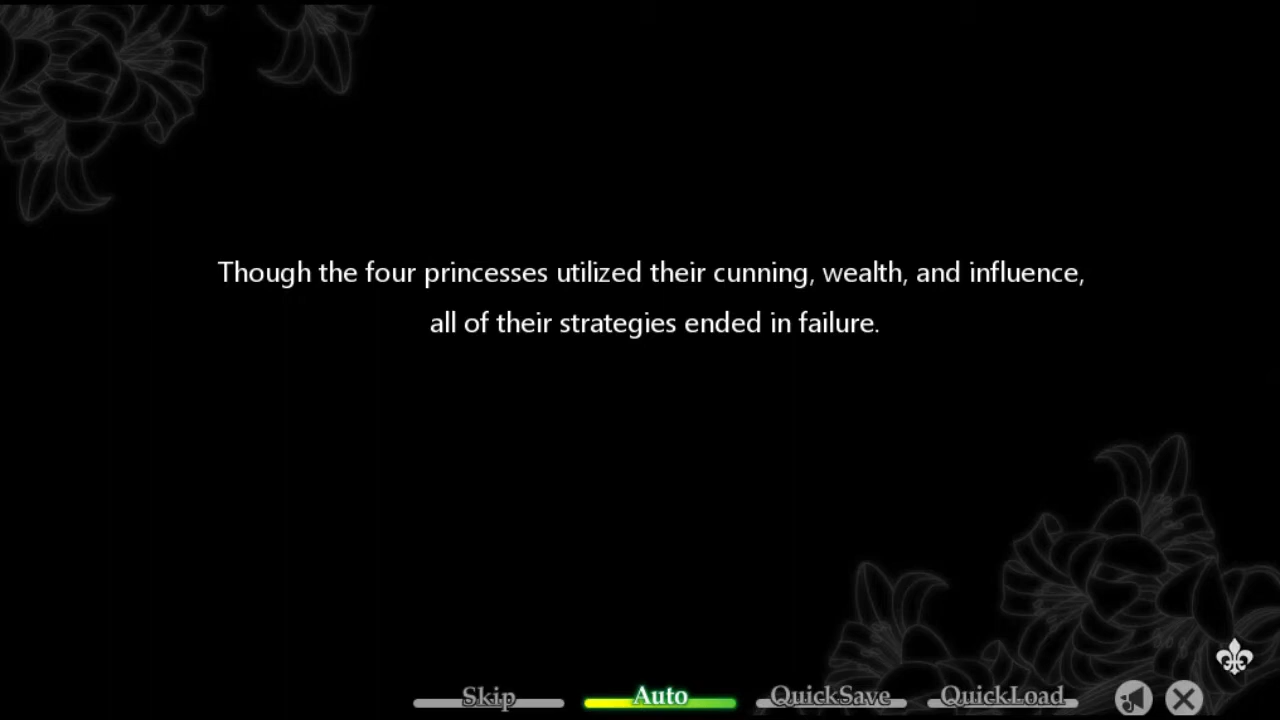 Though the four princesses utilized their cunning, wealth, and influence,
all of their strategies ended in failure.
Skip Auto QuickSave QuickLoad